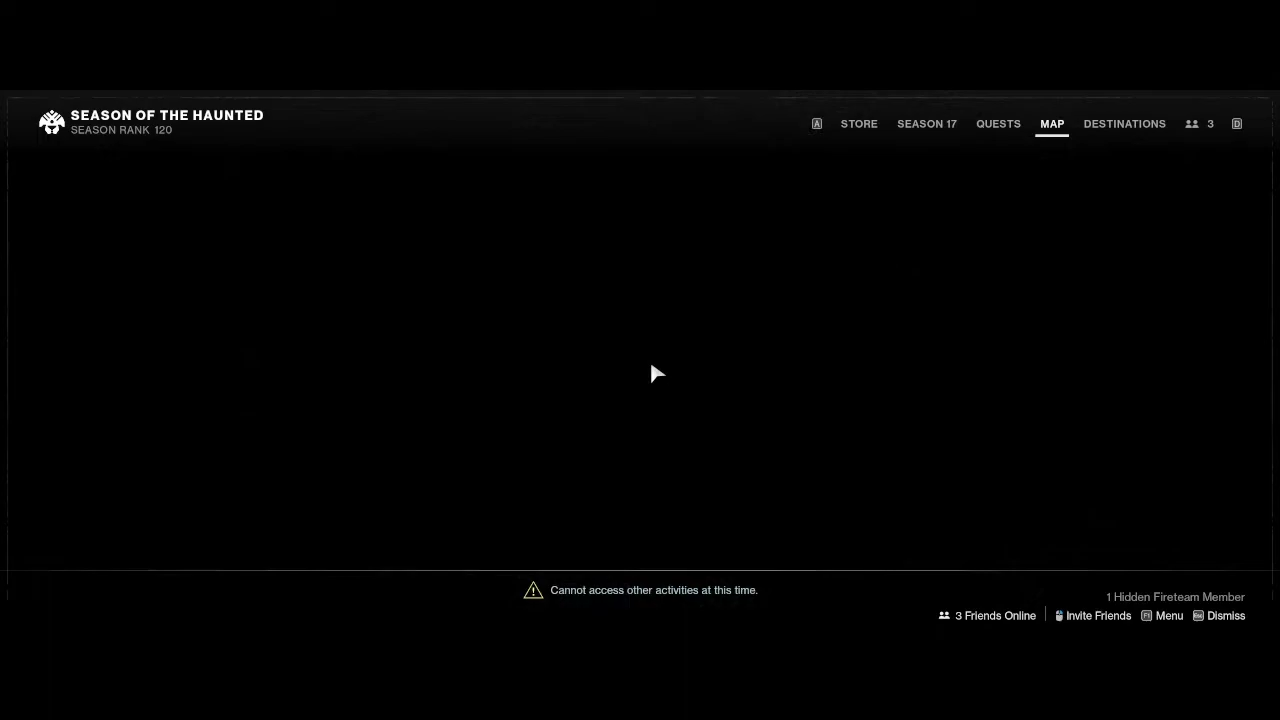 SEASON OF THE HAUNTED
SEASON RANK 120
A STORE SEASON 17 QUESTS MAP DESTINATIONS 3 D
Cannot access other activities at this time.
1 Hidden Fireteam Member
3 Friends Online Invite Friends F1 Menu Dismiss